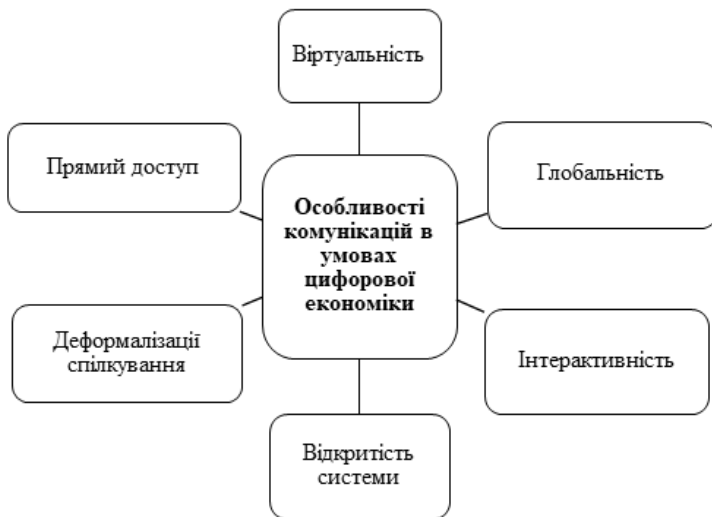 Віртуальність
Прямий доступ
Глобальність
Особливості
комунікацій в
умовах
цифорової
економіки
Деформалізації
спілкування
Інтерактивність
Відкритість
системи